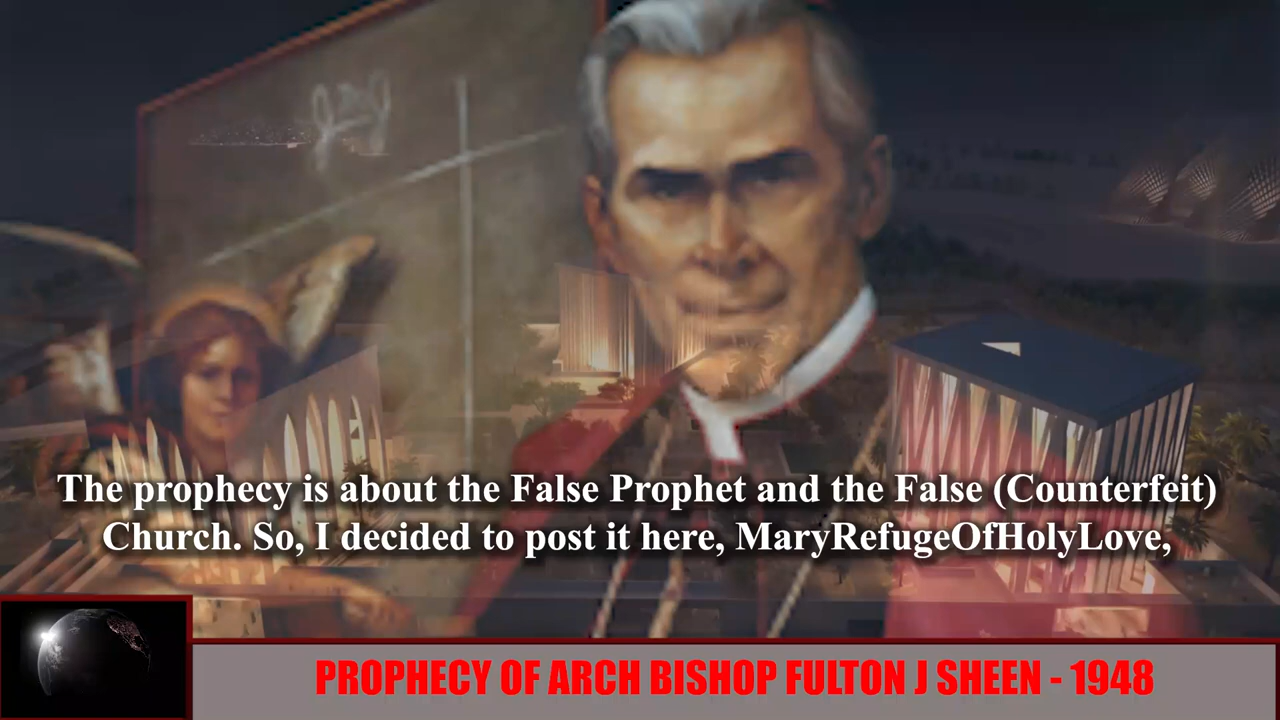 The prophecy is about the False Prophet and the False (Counterfeit)
Church. So, I decided to post it here, MaryRefugeOfHolyLove,
PROPHECY OF ARCH BISHOP FULTON J SHEEN - 1948